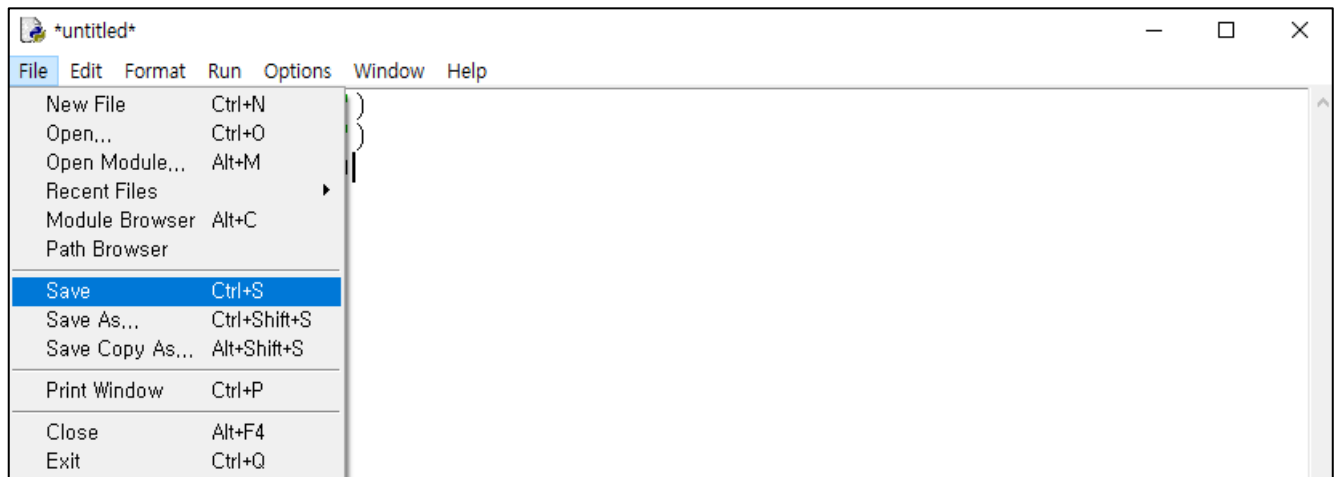 *untitled*
File Edit Format Run Options Window Help
New File Ctrl+N )
Open... Ctrl+O )
Open Module... Alt+M
Recent Files
Module Browser Alt+C
Path Browser
Save Ctrl+S
Save As... Ctrl+Shift+S
Save Copy As... Alt+Shift+S
Print Window Ctrl+P
Close Alt+F4
Exit Ctrl+Q